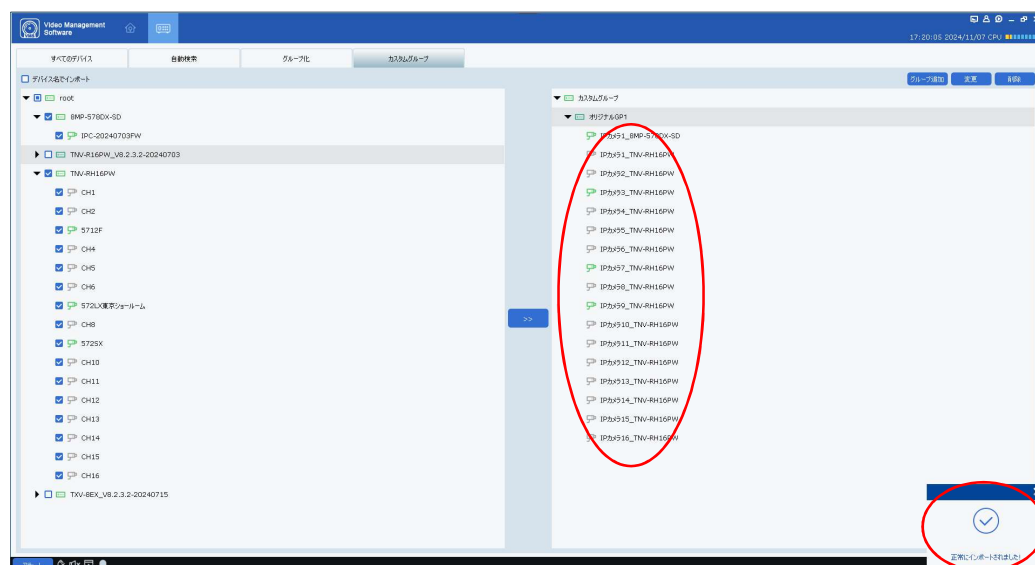 Video Management
Software
17:20:05 2024/11/07 CPU
すべてのデバイス
自動検索
グループ化
カスタムグループ
デバイス名でインポート
グループ追加
変更
削除
root
8MP-578DX-SD
IPC-20240703FW
TNV-R16PW_V8.2.3.2-20240703
TNV-RH16PW
CH1
CH2
5712F
CH4
CH5
CH6
572LX東京ショールーム
CH8
572SX
CH10
CH11
CH12
CH13
CH14
CH15
CH16
TXV-8EX_V8.2.3.2-20240715
>>
カスタムグループ
オリジナルGP1
IPカメラ1_8MP-578DX-SD
IPカメラ1_TNV-RH16PW
IPカメラ2_TNV-RH16PW
IPカメラ3_TNV-RH16PW
IPカメラ4_TNV-RH16PW
IPカメラ5_TNV-RH16PW
IPカメラ6_TNV-RH16PW
IPカメラ7_TNV-RH16PW
IPカメラ8_TNV-RH16PW
IPカメラ9_TNV-RH16PW
IPカメラ10_TNV-RH16PW
IPカメラ11_TNV-RH16PW
IPカメラ12_TNV-RH16PW
IPカメラ13_TNV-RH16PW
IPカメラ14_TNV-RH16PW
IPカメラ15_TNV-RH16PW
IPカメラ16_TNV-RH16PW
正常にインポートされました!